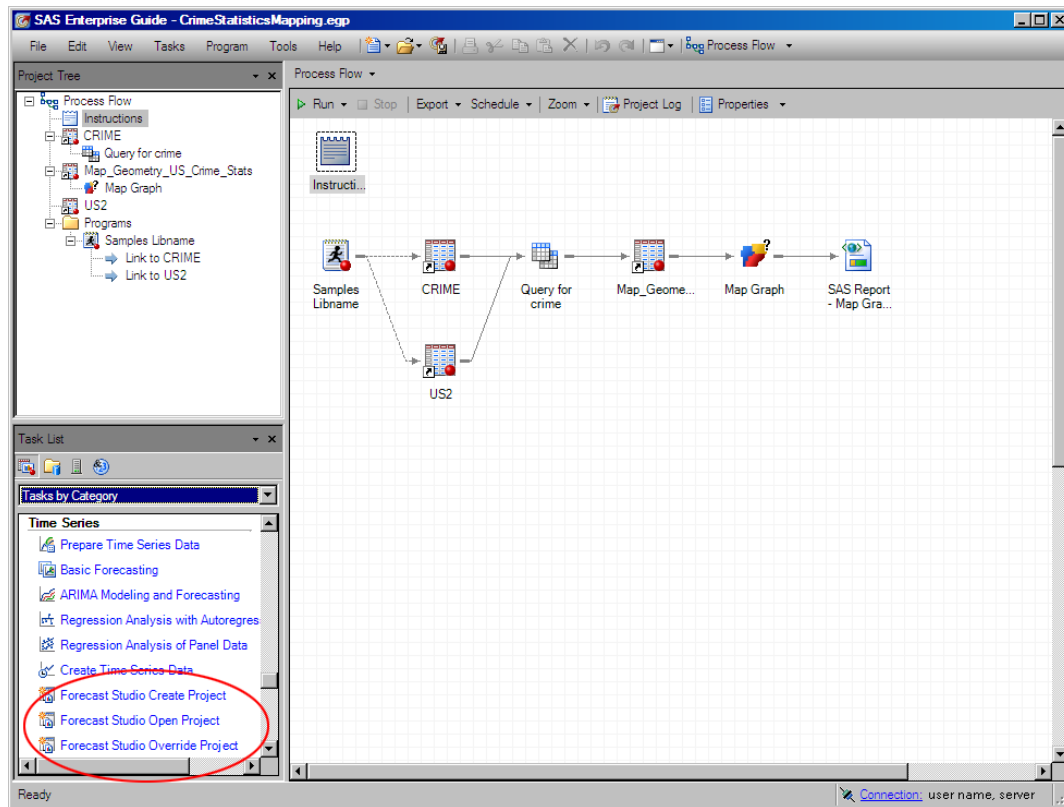 SAS Enterprise Guide - CrimeStatisticsMapping.egp
File Edit View Tasks Program Tools Help Process Flow
Project Tree
Process Flow
Instructions
CRIME
Query for crime
Map_Geometry_US_Crime_Stats
Map Graph
US2
Programs
Samples Libname
Link to CRIME
Link to US2
Process Flow
Run Stop Export Schedule Zoom Project Log Properties
Instructi...
Samples
Libname
CRIME
Query for
crime
Map_Geome...
Map Graph
SAS Report
- Map Gra...
US2
Task List
Tasks by Category
Time Series
Prepare Time Series Data
Basic Forecasting
ARIMA Modeling and Forecasting
Regression Analysis with Autoregres
Regression Analysis of Panel Data
Create Time Series Data
Forecast Studio Create Project
Forecast Studio Open Project
Forecast Studio Override Project
Ready
Connection: user name, server